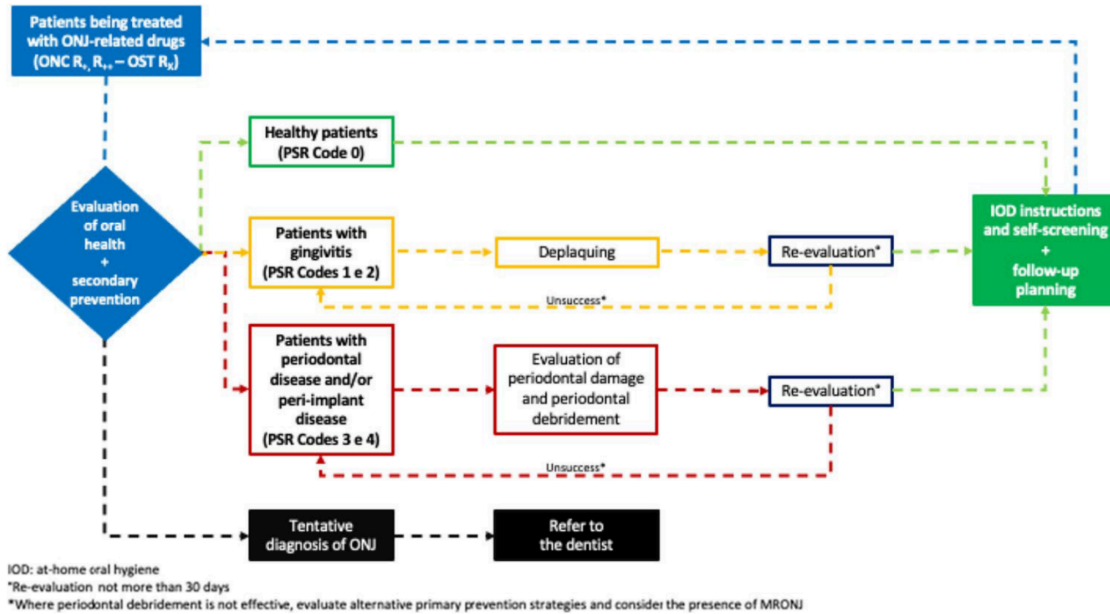 Patients being treated
with ONJ-related drugs
(ONC R+, R++ – OST Rx)
Healthy patients
(PSR Code 0)
Evaluation
of oral
health
+
secondary
prevention
Patients with
gingivitis
(PSR Codes 1 e 2)
Deplaquing
Re-evaluation°
IOD instructions
and self-screening
+
follow-up
planning
Unsuccess*
Patients with
periodontal
disease and/or
peri-implant
disease
(PSR Codes 3 e 4)
Evaluation of
periodontal damage
and periodontal
debridement
Re-evaluation°
Unsuccess*
Tentative
diagnosis of ONJ
Refer to
the dentist
IOD: at-home oral hygiene
°Re-evaluation not more than 30 days
*Where periodontal debridement is not effective, evaluate alternative primary prevention strategies and consider the presence of MRONJ